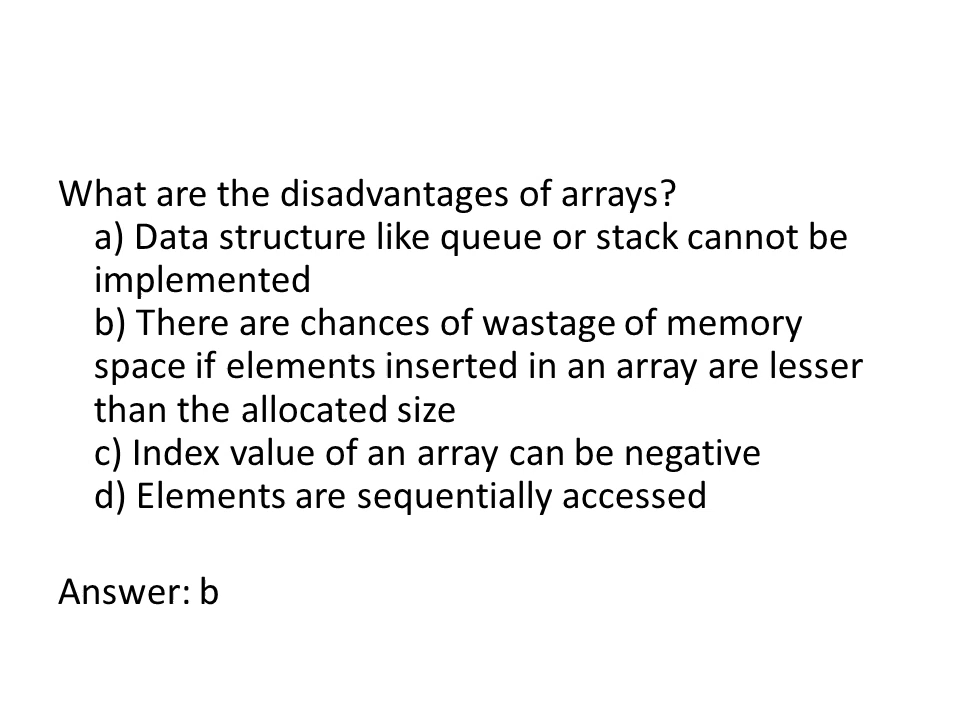 What are the disadvantages of arrays?
a) Data structure like queue or stack cannot be
implemented
b) There are chances of wastage of memory
space if elements inserted in an array are lesser
than the allocated size
c) Index value of an array can be negative
d) Elements are sequentially accessed
Answer: b